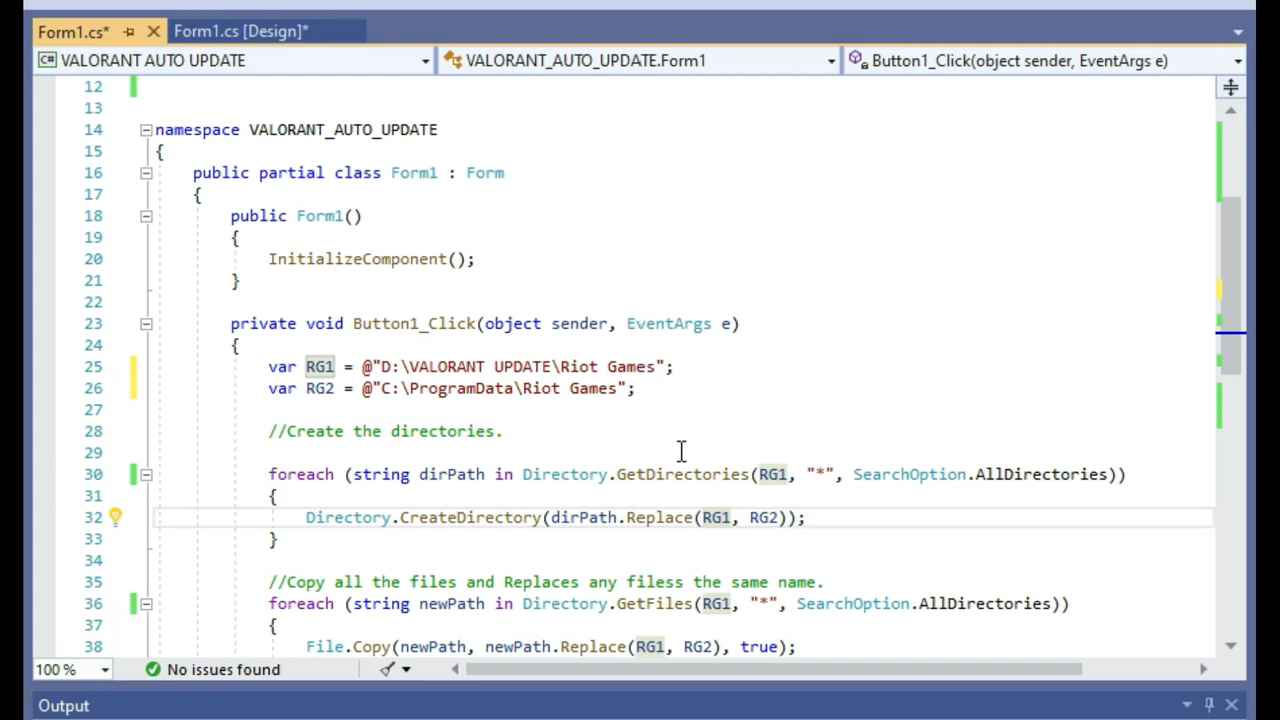 Form1.cs* Form1.cs [Design]*
VALORANT AUTO UPDATE VALORANT_AUTO_UPDATE.Form1 Button1_Click(object sender, EventArgs e)
12
13
14 namespace VALORANT_AUTO_UPDATE
15 {
16 public partial class Form1 : Form
17 {
18 public Form1()
19 {
20 InitializeComponent();
21 }
22
23 private void Button1_Click(object sender, EventArgs e)
24 {
25 var RG1 = @"D:\VALORANT UPDATE\Riot Games";
26 var RG2 = @"C:\ProgramData\Riot Games";
27
28 //Create the directories.
29
30 foreach (string dirPath in Directory.GetDirectories(RG1, "*", SearchOption.AllDirectories))
31 {
32 Directory.CreateDirectory(dirPath.Replace(RG1, RG2));
33 }
34
35 //Copy all the files and Replaces any filess the same name.
36 foreach (string newPath in Directory.GetFiles(RG1, "*", SearchOption.AllDirectories))
37 {
38 File.Copy(newPath, newPath.Replace(RG1, RG2), true);
100 % No issues found
Output